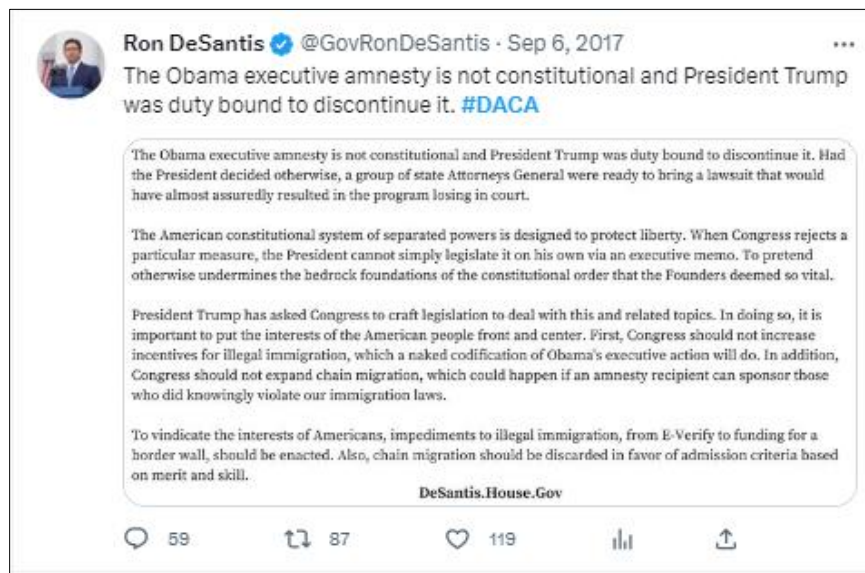 Ron DeSantis @GovRonDeSantis · Sep 6, 2017
The Obama executive amnesty is not constitutional and President Trump
was duty bound to discontinue it. #DACA
The Obama executive amnesty is not constitutional and President Trump was duty bound to discontinue it. Had
the President decided otherwise, a group of state Attorneys General were ready to bring a lawsuit that would
have almost assuredly resulted in the program losing in court.
The American constitutional system of separated powers is designed to protect liberty. When Congress rejects a
particular measure, the President cannot simply legislate it on his own via an executive memo. To pretend
otherwise undermines the bedrock foundations of the constitutional order that the Founders deemed so vital.
President Trump has asked Congress to craft legislation to deal with this and related topics. In doing so, it is
important to put the interests of the American people front and center. First, Congress should not increase
incentives for illegal immigration, which a naked codification of Obama's executive action will do. In addition,
Congress should not expand chain migration, which could happen if an amnesty recipient can sponsor those
who did knowingly violate our immigration laws.
To vindicate the interests of Americans, impediments to illegal immigration, from E-Verify to funding for a
border wall, should be enacted. Also, chain migration should be discarded in favor of admission criteria based
on merit and skill.
DeSantis.House.Gov
59 87 119